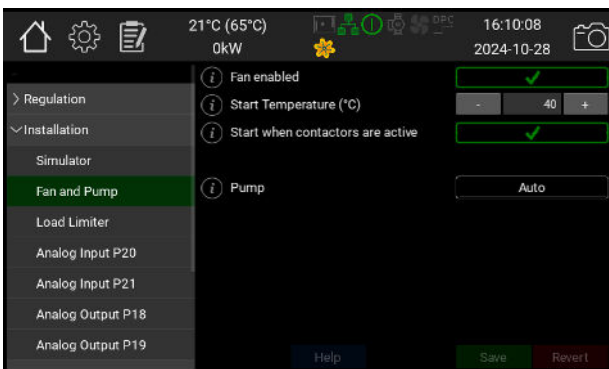 21°C (65°C)
0kW
OPC
16:10:08
2024-10-28
Fan enabled
Start Temperature (°C)
-
40
+
Start when contactors are active
Pump
Auto
Regulation
Installation
Simulator
Fan and Pump
Load Limiter
Analog Input P20
Analog Input P21
Analog Output P18
Analog Output P19
Help
Save
Revert